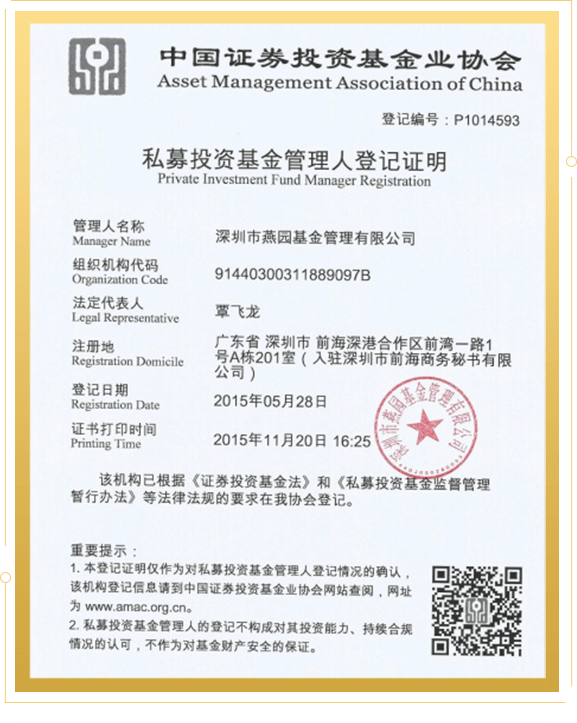 中国证券投资基金业协会
Asset Management Association of China
登记编号：P1014593
私募投资基金管理人登记证明
Private Investment Fund Manager Registration
管理人名称
Manager Name
深圳市燕园基金管理有限公司
组织机构代码
Organization Code
91440300311889097B
法定代表人
Legal Representative
覃飞龙
注册地
Registration Domicile
广东省 深圳市 前海深港合作区前湾一路1
号A栋201室（入驻深圳市前海商务秘书有限
公司）
登记日期
Registration Date
2015年05月28日
证书打印时间
Printing Time
2015年11月20日 16:25
深圳市燕园基金管理有限公司
该机构已根据《证券投资基金法》和《私募投资基金监督管理
暂行办法》等法律法规的要求在我协会登记。
重要提示：
1. 本登记证明仅作为对私募投资基金管理人登记情况的确认，
该机构登记信息请到中国证券投资基金业协会网站查阅，网址
为 www.amac.org.cn。
2. 私募投资基金管理人的登记不构成对其投资能力、持续合规
情况的认可，不作为对基金财产安全的保证。